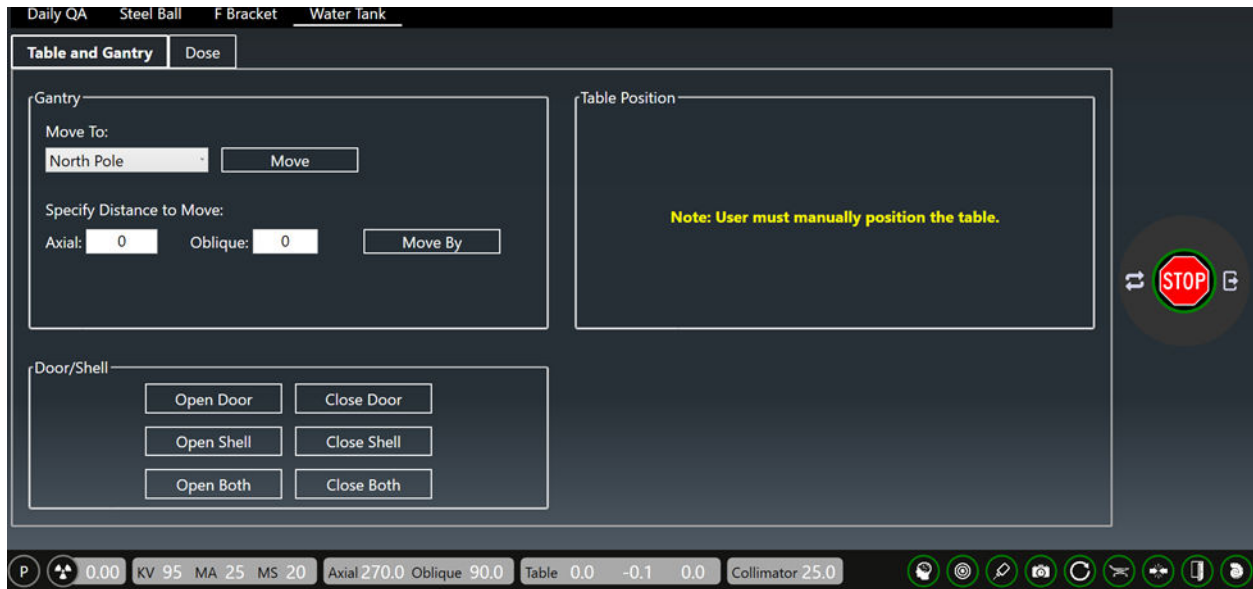 Daily QA Steel Ball F Bracket Water Tank
Table and Gantry Dose
Gantry
Move To:
North Pole Move
Specify Distance to Move:
Axial: 0 Oblique: 0 Move By
Table Position
Note: User must manually position the table.
STOP
Door/Shell
Open Door Close Door
Open Shell Close Shell
Open Both Close Both
P 0.00 KV 95 MA 25 MS 20 Axial 270.0 Oblique 90.0 Table 0.0 -0.1 0.0 Collimator 25.0